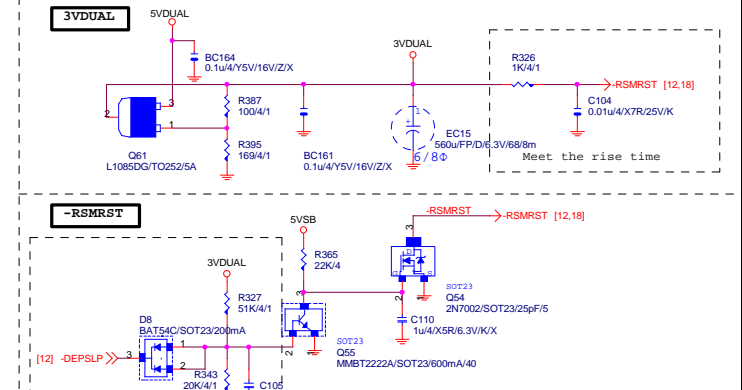 3VDUAL
5VDUAL
BC164
0.1u/4/Y5V/16V/Z/X
3VDUAL
R326
1K/4/1
-RSMRST [12,18]
2
3
1
R387
100/4/1
C104
0.01u/4/X7R/25V/K
1
Q61
L1085DG/TO252/5A
R395
169/4/1
BC161
0.1u/4/Y5V/16V/Z/X
EC15
560u/FP/D/6.3V/68/8m
6/8Φ
Meet the rise time
-RSMRST
5VSB
-RSMRST
-RSMRST [12,18]
3
R365
22K/4
3VDUAL
D
G
S
SOT23
Q54
2N7002/SOT23/25pF/5
2
1
R327
51K/4/1
3
C110
1u/4/X5R/6.3V/K/X
D8
BAT54C/SOT23/200mA
SOT23
Q55
MMBT2222A/SOT23/600mA/40
2
1
[12] -DEPSLP
3
1
2
R343
20K/4/1
C105